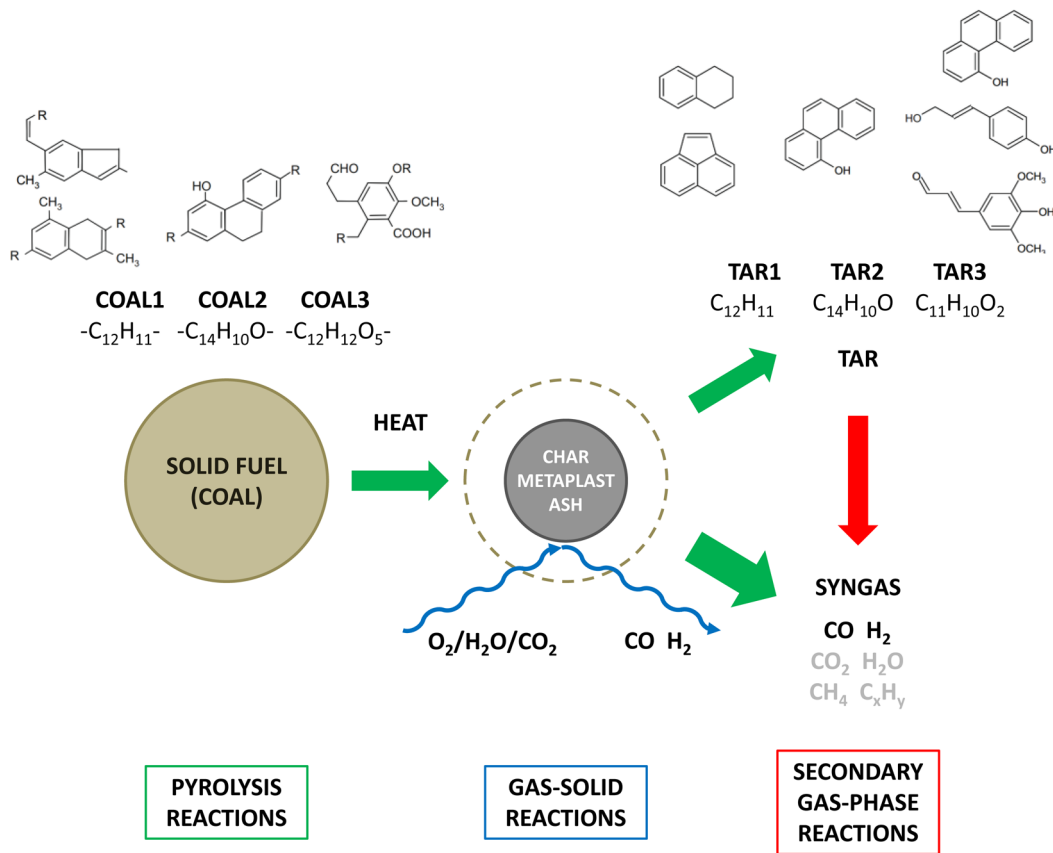 R
CH3
CH3
R
R
CH3
HO
R
R
CHO
OR
OCH3
COOH
R
OH
OH
HO
OH
O
OCH3
OH
OCH3
COAL1 COAL2 COAL3
-C12H11- -C14H10O- -C12H12O5-
TAR1 TAR2 TAR3
C12H11 C14H10O C11H10O2
TAR
HEAT
SOLID FUEL
(COAL)
CHAR
METAPLAST
ASH
O2/H2O/CO2 CO H2
SYNGAS
CO H2
CO2 H2O
CH4 CxHy
PYROLYSIS
REACTIONS
GAS-SOLID
REACTIONS
SECONDARY
GAS-PHASE
REACTIONS